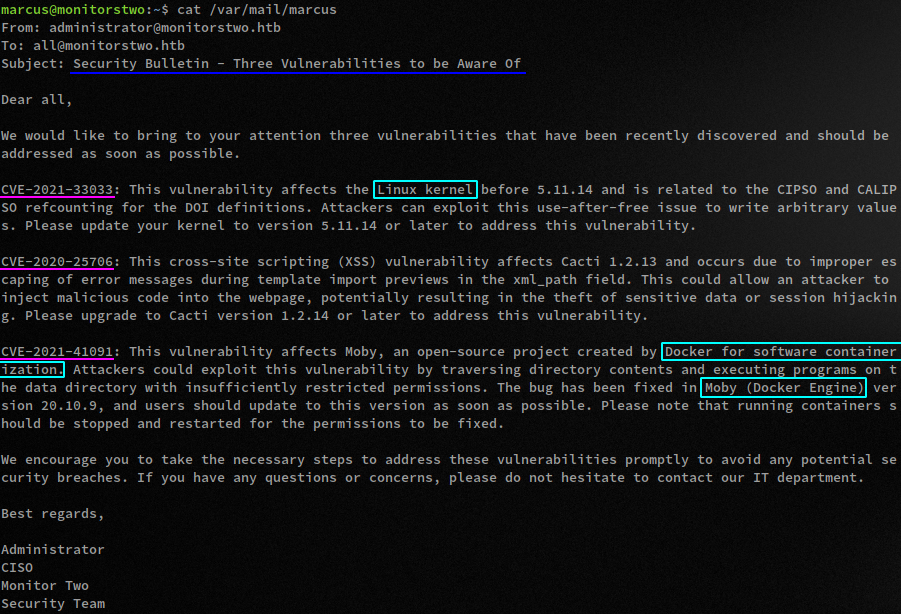 marcus@monitorstwo:~$ cat /var/mail/marcus
From: administrator@monitorstwo.htb
To: all@monitorstwo.htb
Subject: Security Bulletin - Three Vulnerabilities to be Aware Of
Dear all,
We would like to bring to your attention three vulnerabilities that have been recently discovered and should be
addressed as soon as possible.
CVE-2021-33033: This vulnerability affects the Linux kernel before 5.11.14 and is related to the CIPSO and CALIP
SO refcounting for the DOI definitions. Attackers can exploit this use-after-free issue to write arbitrary value
s. Please update your kernel to version 5.11.14 or later to address this vulnerability.
CVE-2020-25706: This cross-site scripting (XSS) vulnerability affects Cacti 1.2.13 and occurs due to improper es
caping of error messages during template import previews in the xml_path field. This could allow an attacker to
inject malicious code into the webpage, potentially resulting in the theft of sensitive data or session hijackin
g. Please upgrade to Cacti version 1.2.14 or later to address this vulnerability.
CVE-2021-41091: This vulnerability affects Moby, an open-source project created by Docker for software container
ization. Attackers could exploit this vulnerability by traversing directory contents and executing programs on t
he data directory with insufficiently restricted permissions. The bug has been fixed in Moby (Docker Engine) ver
sion 20.10.9, and users should update to this version as soon as possible. Please note that running containers s
hould be stopped and restarted for the permissions to be fixed.
We encourage you to take the necessary steps to address these vulnerabilities promptly to avoid any potential se
curity breaches. If you have any questions or concerns, please do not hesitate to contact our IT department.
Best regards,
Administrator
CISO
Monitor Two
Security Team